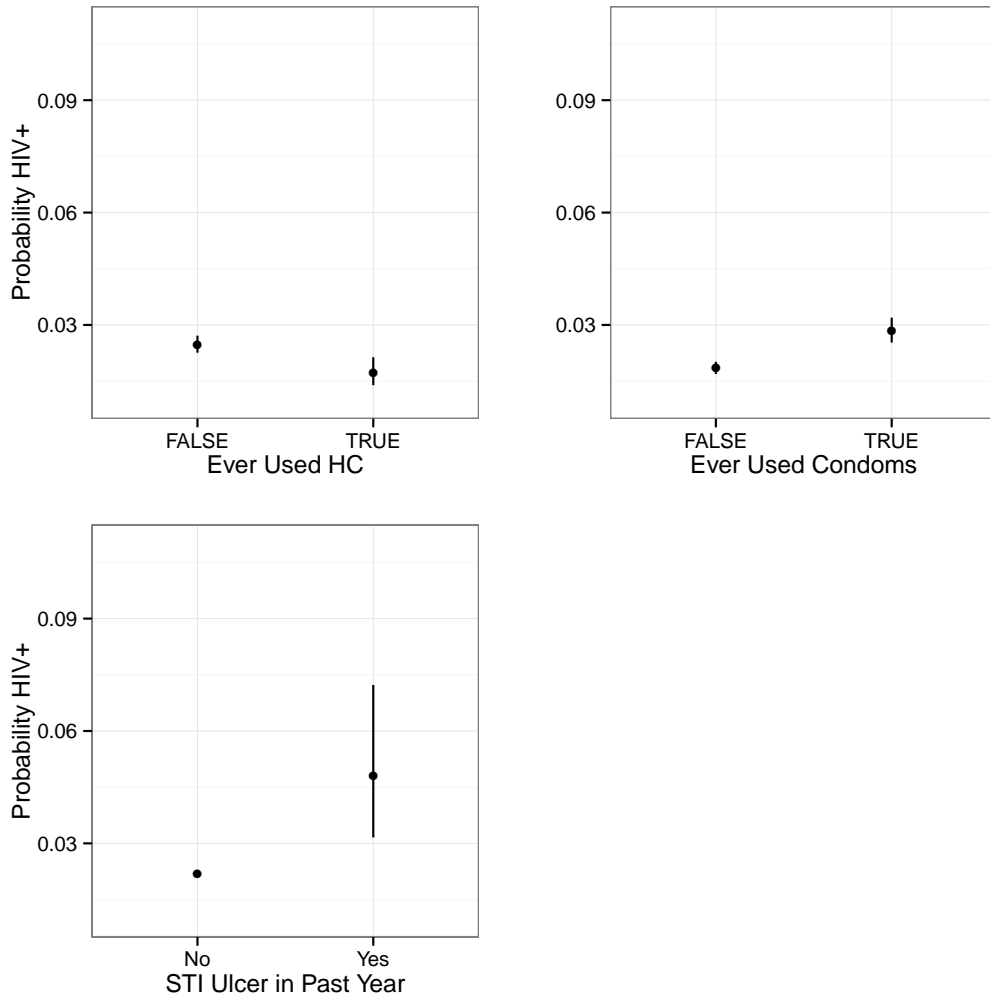 Probability HIV+
0.09
0.06
0.03
FALSE TRUE
Ever Used HC
0.09
0.06
0.03
FALSE TRUE
Ever Used Condoms
Probability HIV+
0.09
0.06
0.03
No Yes
STI Ulcer in Past Year